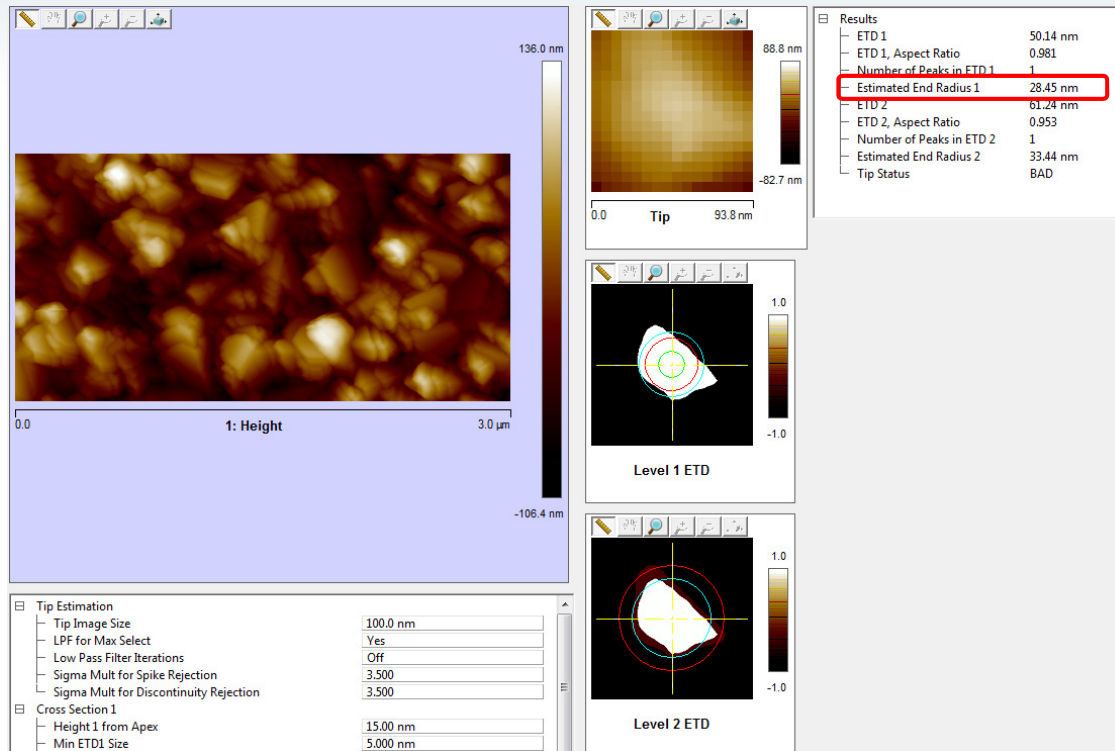 136.0 nm
-106.4 nm
0.0
1: Height
3.0 µm
Tip Estimation
Tip Image Size 100.0 nm
LPF for Max Select Yes
Low Pass Filter Iterations Off
Sigma Mult for Spike Rejection 3.500
Sigma Mult for Discontinuity Rejection 3.500
Cross Section 1
Height 1 from Apex 15.00 nm
Min ETD1 Size 5.000 nm
88.8 nm
-82.7 nm
0.0
Tip
93.8 nm
1.0
-1.0
Level 1 ETD
1.0
-1.0
Level 2 ETD
Results
ETD 1 50.14 nm
ETD 1, Aspect Ratio 0.981
Number of Peaks in ETD 1 1
Estimated End Radius 1 28.45 nm
ETD 2 61.24 nm
ETD 2, Aspect Ratio 0.953
Number of Peaks in ETD 2 1
Estimated End Radius 2 33.44 nm
Tip Status BAD